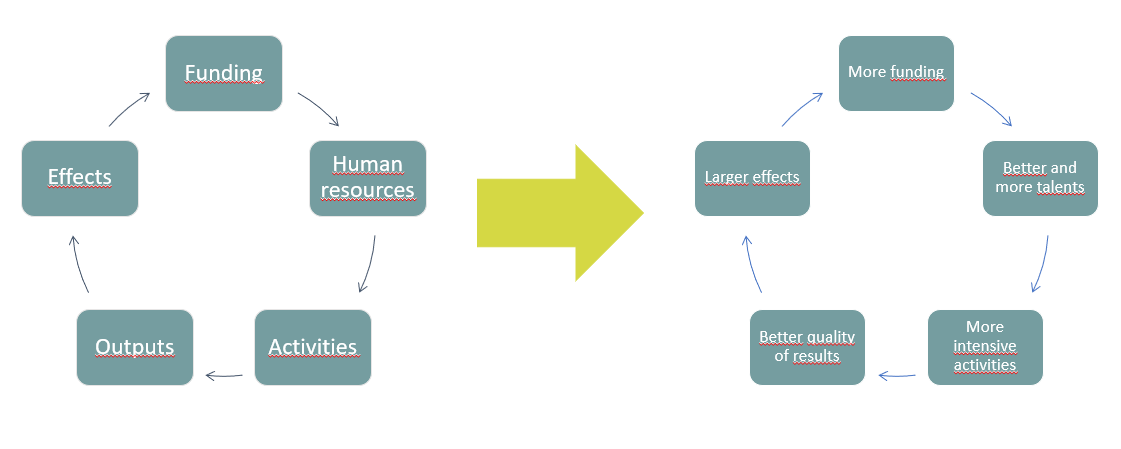 Funding
Human
resources
Activities
Outputs
Effects
More funding
Better and
more talents
More
intensive
activities
Better quality
of results
Larger effects